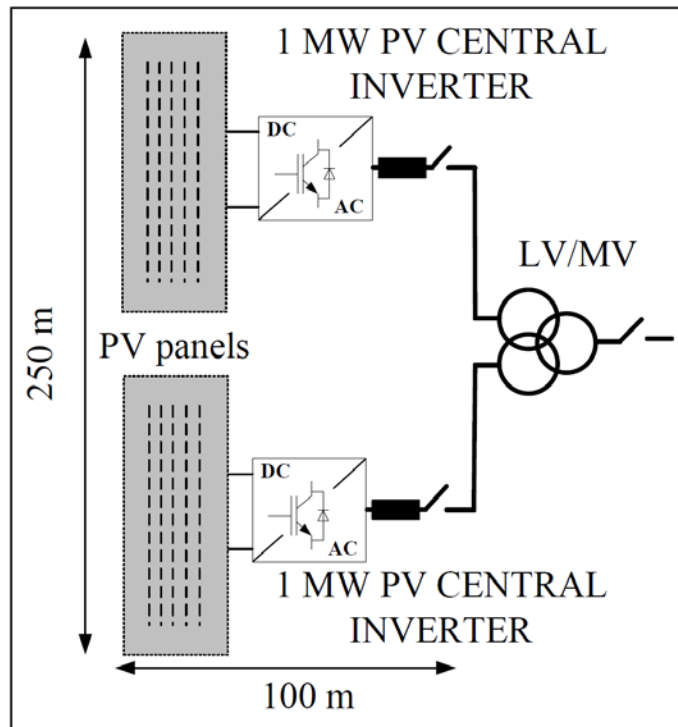 1 MW PV CENTRAL
INVERTER
DC
AC
LV/MV
PV panels
250 m
DC
AC
1 MW PV CENTRAL
INVERTER
100 m